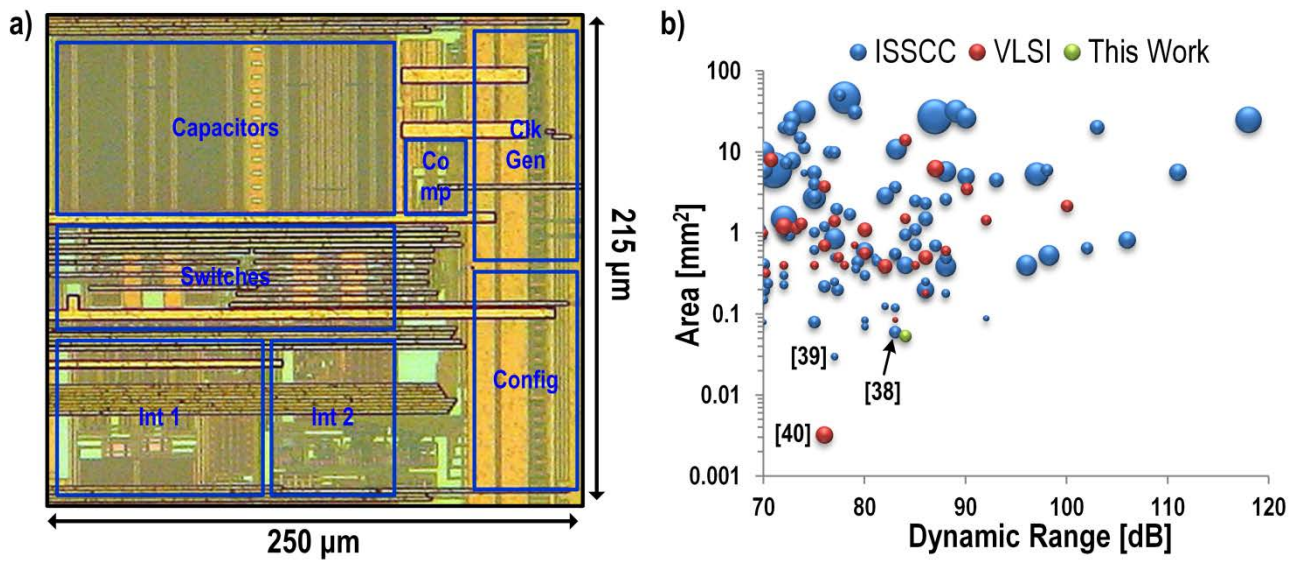 a)
Capacitors
Clk
Gen
Co
mp
Switches
Config
Int 1
Int 2
215 µm
250 µm
b)
ISSCC
VLSI
This Work
Area [mm²]
100
10
1
0.1
0.01
0.001
[39]
[38]
[40]
70
80
90
100
110
120
Dynamic Range [dB]